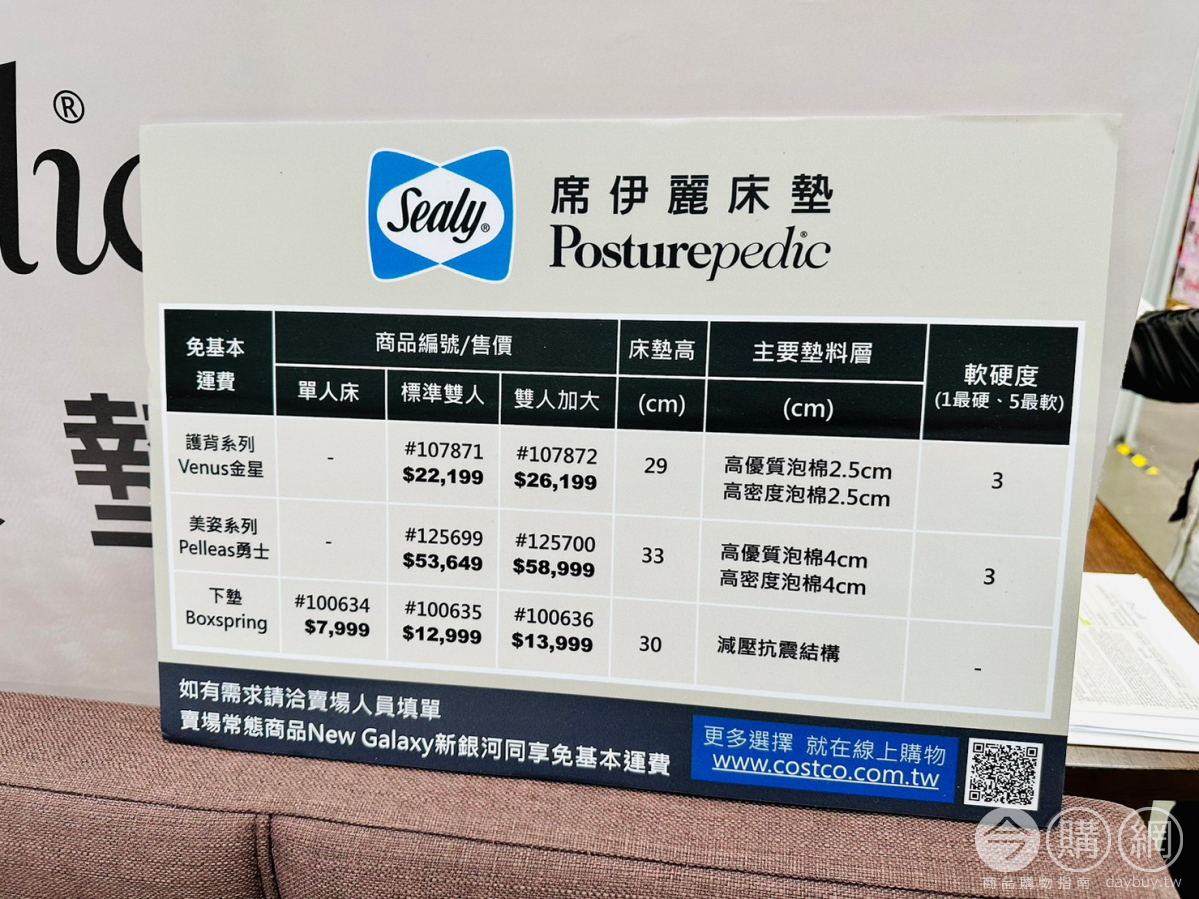 ®
Sealy®
席伊麗床墊
Posturepedic®
免基本
運費
商品編號/售價
床墊高
(cm)
主要墊料層
(cm)
軟硬度
(1最硬、5最軟)
單人床 標準雙人 雙人加大
護背系列
Venus金星
-
#107871
$22,199
#107872
$26,199
29
高優質泡棉2.5cm
高密度泡棉2.5cm
3
美姿系列
Pelleas勇士
-
#125699
$53,649
#125700
$58,999
33
高優質泡棉4cm
高密度泡棉4cm
3
下墊
Boxspring
#100634
$7,999
#100635
$12,999
#100636
$13,999
30
減壓抗震結構
-
如有需求請洽賣場人員填單
賣場常態商品New Galaxy新銀河同享免基本運費
更多選擇 就在線上購物
www.costco.com.tw
今購網
商品購物指南 daybuy.tw